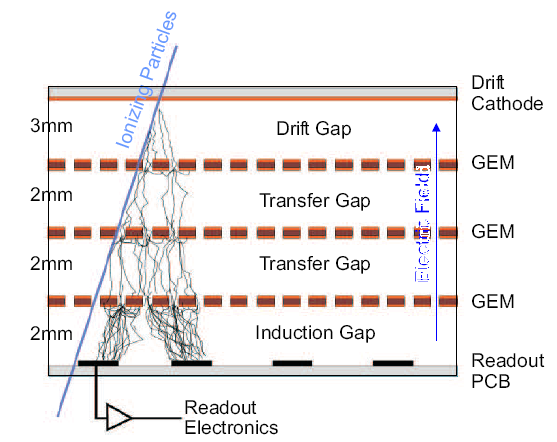 Ionizing Particles
Drift
Cathode
3mm
Drift Gap
GEM
2mm
Transfer Gap
Electric Field
GEM
2mm
Transfer Gap
GEM
2mm
Induction Gap
Readout
PCB
Readout
Electronics